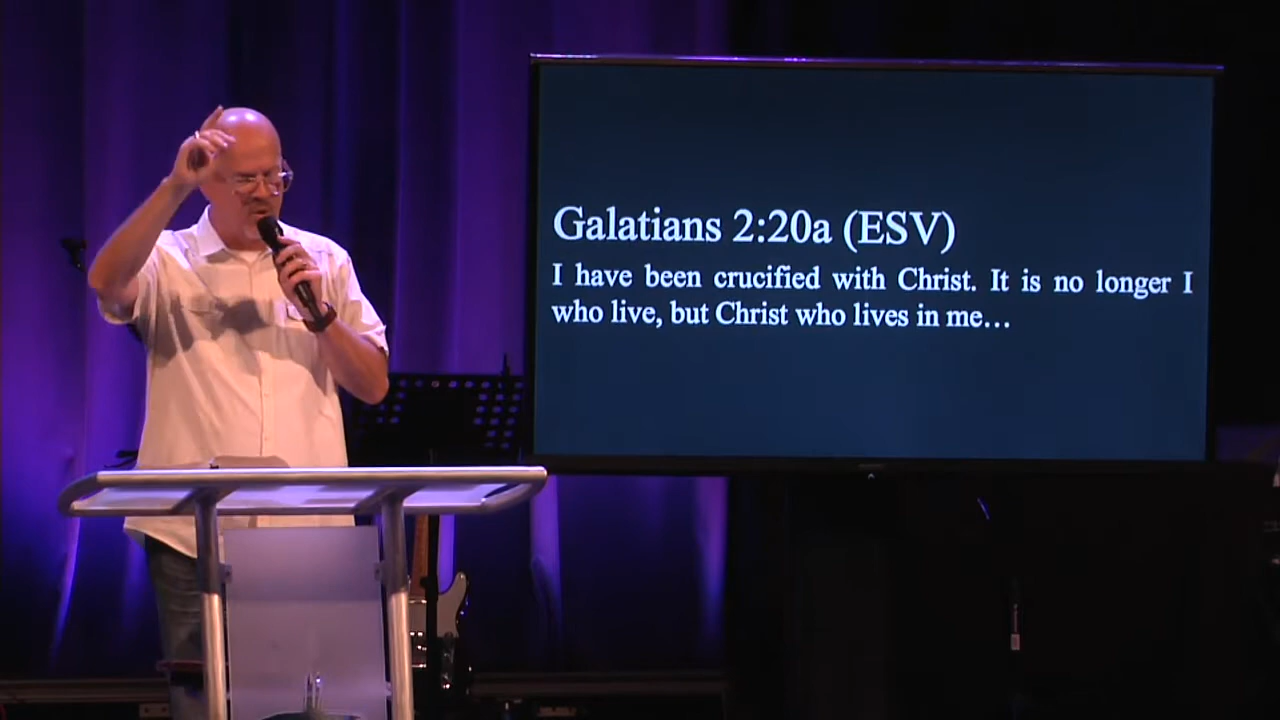 Galatians 2:20a (ESV)
I have been crucified with Christ. It is no longer I
who live, but Christ who lives in me…